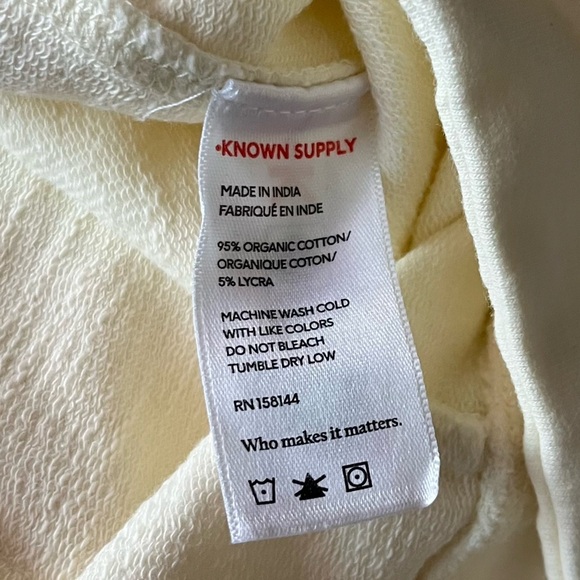 •KNOWN SUPPLY
MADE IN INDIA
FABRIQUÉ EN INDE
95% ORGANIC COTTON/
ORGANIQUE COTON/
5% LYCRA
MACHINE WASH COLD
WITH LIKE COLORS
DO NOT BLEACH
TUMBLE DRY LOW
RN 158144
Who makes it matters.